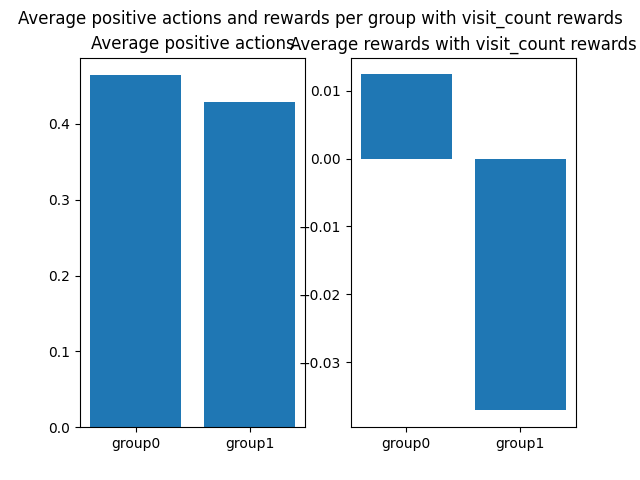 Average positive actions and rewards per group with visit_count rewards
Average positive actions
Average rewards with visit_count rewards
0.4
0.3
0.2
0.1
0.0
group0
group1
0.01
0.00
−0.01
−0.02
−0.03
group0
group1